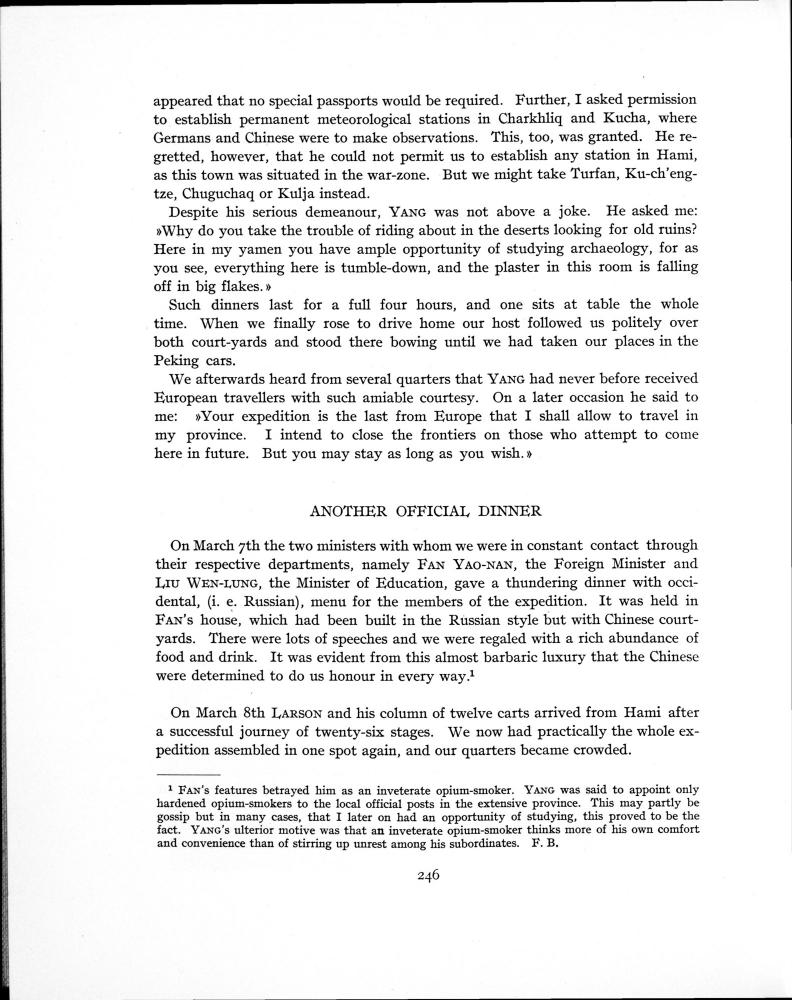 appeared that no special passports would be required. Further, I asked permission
to establish permanent meteorological stations in Charkhliq and Kucha, where
Germans and Chinese were to make observations. This, too, was granted. He re-
gretted, however, that he could not permit us to establish any station in Hami,
as this town was situated in the war-zone. But we might take Turfan, Ku-ch'eng-
tze, Chuguchaq or Kulja instead.
Despite his serious demeanour, YANG was not above a joke. He asked me:
»Why do you take the trouble of riding about in the deserts looking for old ruins?
Here in my yamen you have ample opportunity of studying archaeology, for as
you see, everything here is tumble-down, and the plaster in this room is falling
off in big flakes.»
Such dinners last for a full four hours, and one sits at table the whole
time. When we finally rose to drive home our host followed us politely over
both court-yards and stood there bowing until we had taken our places in the
Peking cars.
We afterwards heard from several quarters that YANG had never before received
European travellers with such amiable courtesy. On a later occasion he said to
me: »Your expedition is the last from Europe that I shall allow to travel in
my province. I intend to close the frontiers on those who attempt to come
here in future. But you may stay as long as you wish.»
ANOTHER OFFICIAL DINNER
On March 7th the two ministers with whom we were in constant contact through
their respective departments, namely FAN YAO-NAN, the Foreign Minister and
LIU WEN-LUNG, the Minister of Education, gave a thundering dinner with occi-
dental, (i. e. Russian), menu for the members of the expedition. It was held in
FAN's house, which had been built in the Russian style but with Chinese court-
yards. There were lots of speeches and we were regaled with a rich abundance of
food and drink. It was evident from this almost barbaric luxury that the Chinese
were determined to do us honour in every way.¹
On March 8th LARSON and his column of twelve carts arrived from Hami after
a successful journey of twenty-six stages. We now had practically the whole ex-
pedition assembled in one spot again, and our quarters became crowded.
¹ FAN's features betrayed him as an inveterate opium-smoker. YANG was said to appoint only
hardened opium-smokers to the local official posts in the extensive province. This may partly be
gossip but in many cases, that I later on had an opportunity of studying, this proved to be the
fact. YANG's ulterior motive was that an inveterate opium-smoker thinks more of his own comfort
and convenience than of stirring up unrest among his subordinates. F. B.
246